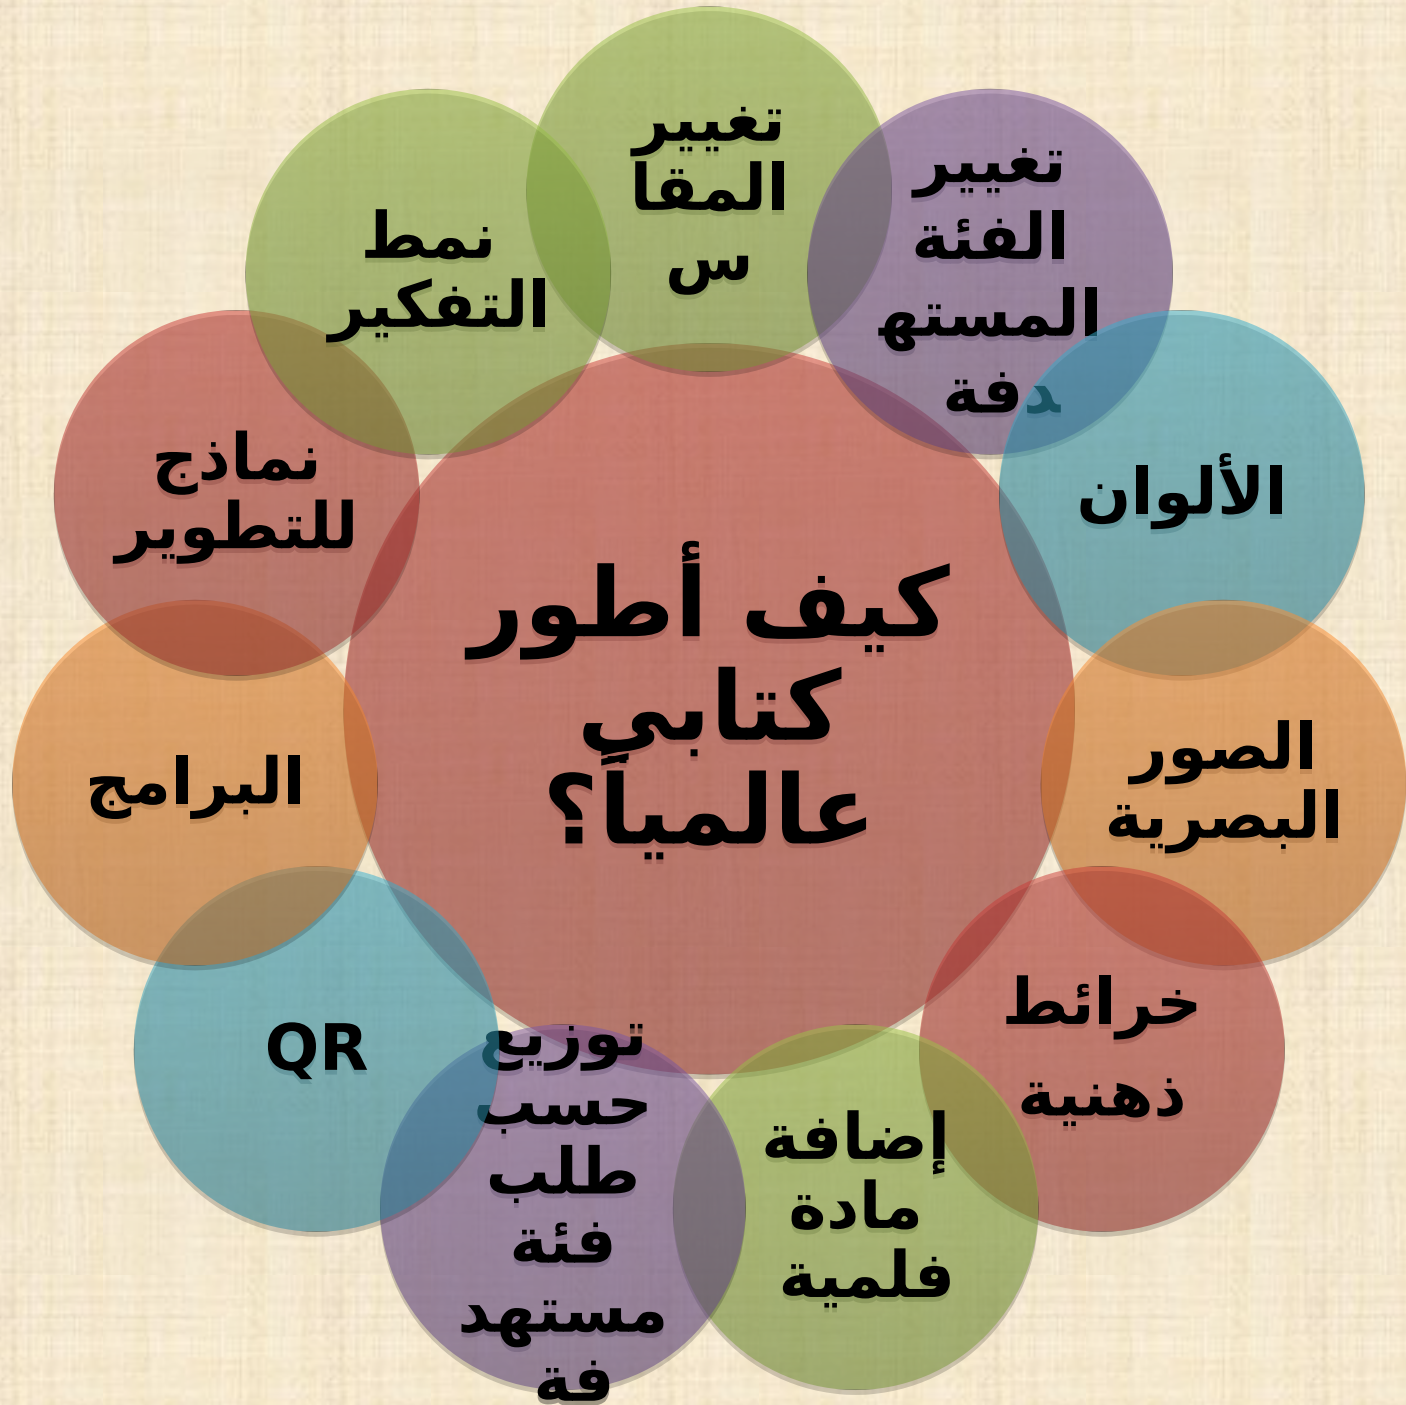 كيف أطور
كتابي
عالمياً؟
تغيير
المقا
س
تغيير
الفئة
المسته
دفة
الألوان
الصور
البصرية
خرائط
ذهنية
إضافة
مادة
فلمية
توزيع
حسب
طلب
فئة
مستهد
فة
QR
البرامج
نماذج
للتطوير
نمط
التفكير